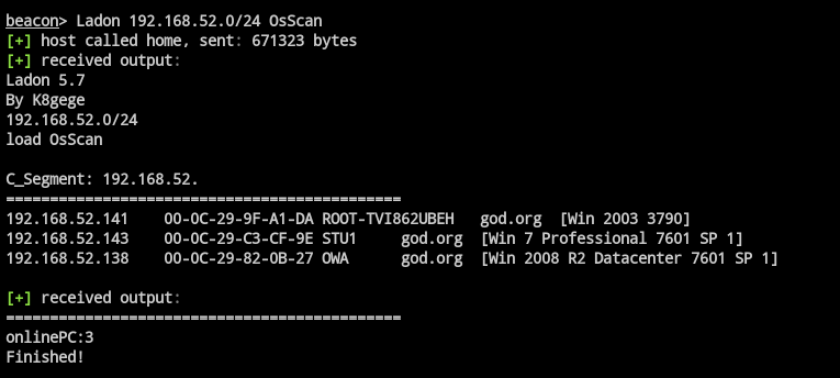 beacon> Ladon 192.168.52.0/24 OsScan
[+] host called home, sent: 671323 bytes
[+] received output:
Ladon 5.7
By K8gege
192.168.52.0/24
load OsScan
C_Segment: 192.168.52.
=============================================
192.168.52.141    00-0C-29-9F-A1-DA ROOT-TVI862UBEH   god.org  [Win 2003 3790]
192.168.52.143    00-0C-29-C3-CF-9E STU1     god.org  [Win 7 Professional 7601 SP 1]
192.168.52.138    00-0C-29-82-0B-27 OWA      god.org  [Win 2008 R2 Datacenter 7601 SP 1]
[+] received output:
=============================================
onlinePC:3
Finished!